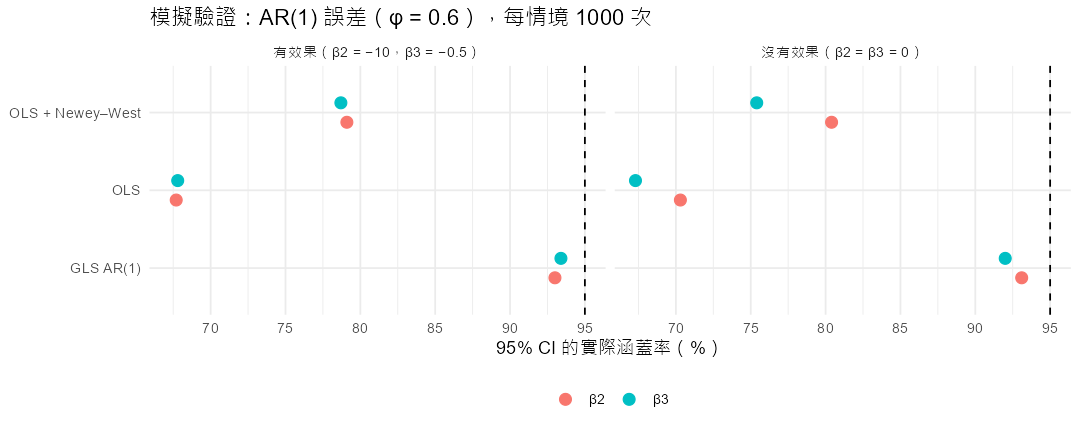 模擬驗證：AR(1) 誤差（φ = 0.6），每情境 1000 次
有效果（β2 = −10，β3 = −0.5）
沒有效果（β2 = β3 = 0）
OLS + Newey–West
OLS
GLS AR(1)
70 75 80 85 90 95
70 75 80 85 90 95
95% CI 的實際涵蓋率（%）
β2 β3